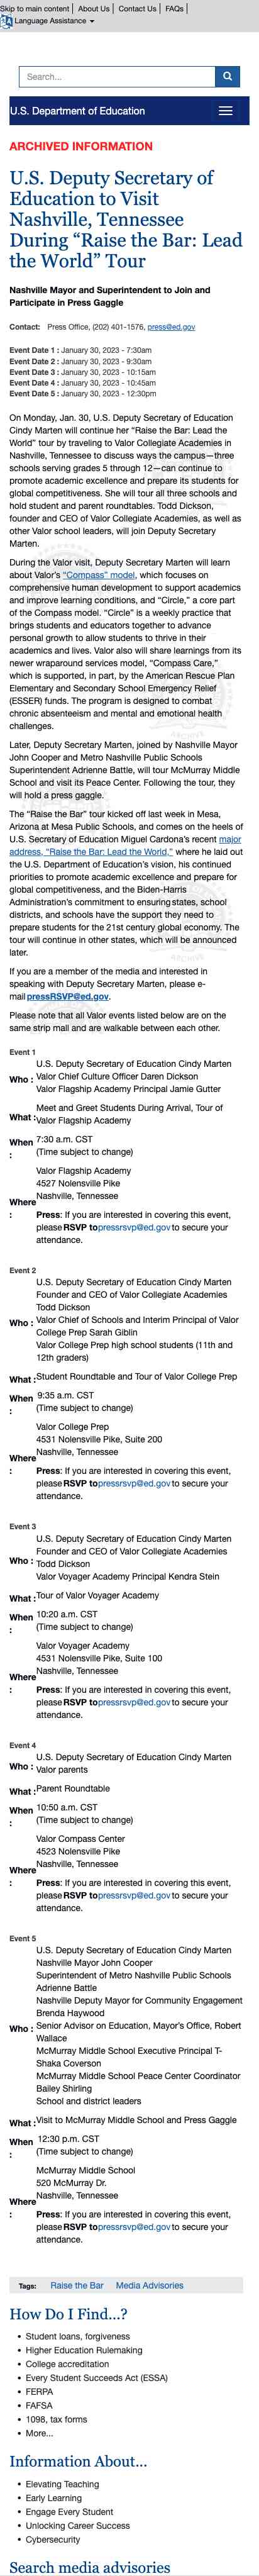 Skip to main content | About Us | Contact Us | FAQs |
Language Assistance
Search...
U.S. Department of Education
ARCHIVED INFORMATION
U.S. Deputy Secretary of
Education to Visit
Nashville, Tennessee
During “Raise the Bar: Lead
the World” Tour
Nashville Mayor and Superintendent to Join and
Participate in Press Gaggle
Contact: Press Office, (202) 401-1576, press@ed.gov
Event Date 1 : January 30, 2023 - 7:30am
Event Date 2 : January 30, 2023 - 9:30am
Event Date 3 : January 30, 2023 - 10:15am
Event Date 4 : January 30, 2023 - 10:45am
Event Date 5 : January 30, 2023 - 12:30pm
On Monday, Jan. 30, U.S. Deputy Secretary of Education
Cindy Marten will continue her “Raise the Bar: Lead the
World” tour by traveling to Valor Collegiate Academies in
Nashville, Tennessee to discuss ways the campus—three
schools serving grades 5 through 12—can continue to
promote academic excellence and prepare its students for
global competitiveness. She will tour all three schools and
hold student and parent roundtables. Todd Dickson,
founder and CEO of Valor Collegiate Academies, as well as
other Valor school leaders, will join Deputy Secretary
Marten.
During the Valor visit, Deputy Secretary Marten will learn
about Valor’s “Compass” model, which focuses on
comprehensive human development to support academics
and improve learning conditions, and “Circle,” a core part
of the Compass model. “Circle” is a weekly practice that
brings students and educators together to advance
personal growth to allow students to thrive in their
academics and lives. Valor also will share learnings from its
newer wrapround services model, “Compass Care,”
which is supported, in part, by the American Rescue Plan
Elementary and Secondary School Emergency Relief
(ESSER) funds. The program is designed to combat
chronic absenteeism and mental and emotional health
challenges.
Later, Deputy Secretary Marten, joined by Nashville Mayor
John Cooper and Metro Nashville Public Schools
Superintendent Adrienne Battle, will tour McMurray Middle
School and visit its Peace Center. Following the tour, they
will hold a press gaggle.
The “Raise the Bar” tour kicked off last week in Mesa,
Arizona at Mesa Public Schools, and comes on the heels of
U.S. Secretary of Education Miguel Cardona’s recent major
address, “Raise the Bar: Lead the World,” where he laid out
the U.S. Department of Education’s vision, his continued
priorities to promote academic excellence and prepare for
global competitiveness, and the Biden-Harris
Administration’s commitment to ensuring states, school
districts, and schools have the support they need to
prepare students for the 21st century global economy. The
tour will continue in other states, which will be announced
later.
If you are a member of the media and interested in
speaking with Deputy Secretary Marten, please e-
mail pressRSVP@ed.gov.
Please note that all Valor events listed below are on the
same strip mall and are walkable between each other.
Event 1
Who : U.S. Deputy Secretary of Education Cindy Marten
Valor Chief Culture Officer Daren Dickson
Valor Flagship Academy Principal Jamie Gutter
What : Meet and Greet Students During Arrival, Tour of
Valor Flagship Academy
When : 7:30 a.m. CST
(Time subject to change)
Where : Valor Flagship Academy
4527 Nolensville Pike
Nashville, Tennessee
Press: If you are interested in covering this event,
please RSVP to pressrsvp@ed.gov to secure your
attendance.
Event 2
Who : U.S. Deputy Secretary of Education Cindy Marten
Founder and CEO of Valor Collegiate Academies
Todd Dickson
Valor Chief of Schools and Interim Principal of Valor
College Prep Sarah Giblin
Valor College Prep high school students (11th and
12th graders)
What : Student Roundtable and Tour of Valor College Prep
When : 9:35 a.m. CST
(Time subject to change)
Where : Valor College Prep
4531 Nolensville Pike, Suite 200
Nashville, Tennessee
Press: If you are interested in covering this event,
please RSVP to pressrsvp@ed.gov to secure your
attendance.
Event 3
Who : U.S. Deputy Secretary of Education Cindy Marten
Founder and CEO of Valor Collegiate Academies
Todd Dickson
Valor Voyager Academy Principal Kendra Stein
What : Tour of Valor Voyager Academy
When : 10:20 a.m. CST
(Time subject to change)
Where : Valor Voyager Academy
4531 Nolensville Pike, Suite 100
Nashville, Tennessee
Press: If you are interested in covering this event,
please RSVP to pressrsvp@ed.gov to secure your
attendance.
Event 4
Who : U.S. Deputy Secretary of Education Cindy Marten
Valor parents
What : Parent Roundtable
When : 10:50 a.m. CST
(Time subject to change)
Where : Valor Compass Center
4523 Nolensville Pike
Nashville, Tennessee
Press: If you are interested in covering this event,
please RSVP to pressrsvp@ed.gov to secure your
attendance.
Event 5
Who : U.S. Deputy Secretary of Education Cindy Marten
Nashville Mayor John Cooper
Superintendent of Metro Nashville Public Schools
Adrienne Battle
Nashville Deputy Mayor for Community Engagement
Brenda Haywood
Senior Advisor on Education, Mayor’s Office, Robert
Wallace
McMurray Middle School Executive Principal T-
Shaka Coverson
McMurray Middle School Peace Center Coordinator
Bailey Shirling
School and district leaders
What : Visit to McMurray Middle School and Press Gaggle
When : 12:30 p.m. CST
(Time subject to change)
Where : McMurray Middle School
520 McMurray Dr.
Nashville, Tennessee
Press: If you are interested in covering this event,
please RSVP to pressrsvp@ed.gov to secure your
attendance.
Tags: Raise the Bar Media Advisories
How Do I Find...?
• Student loans, forgiveness
• Higher Education Rulemaking
• College accreditation
• Every Student Succeeds Act (ESSA)
• FERPA
• FAFSA
• 1098, tax forms
• More...
Information About...
• Elevating Teaching
• Early Learning
• Engage Every Student
• Unlocking Career Success
• Cybersecurity
Search media advisories